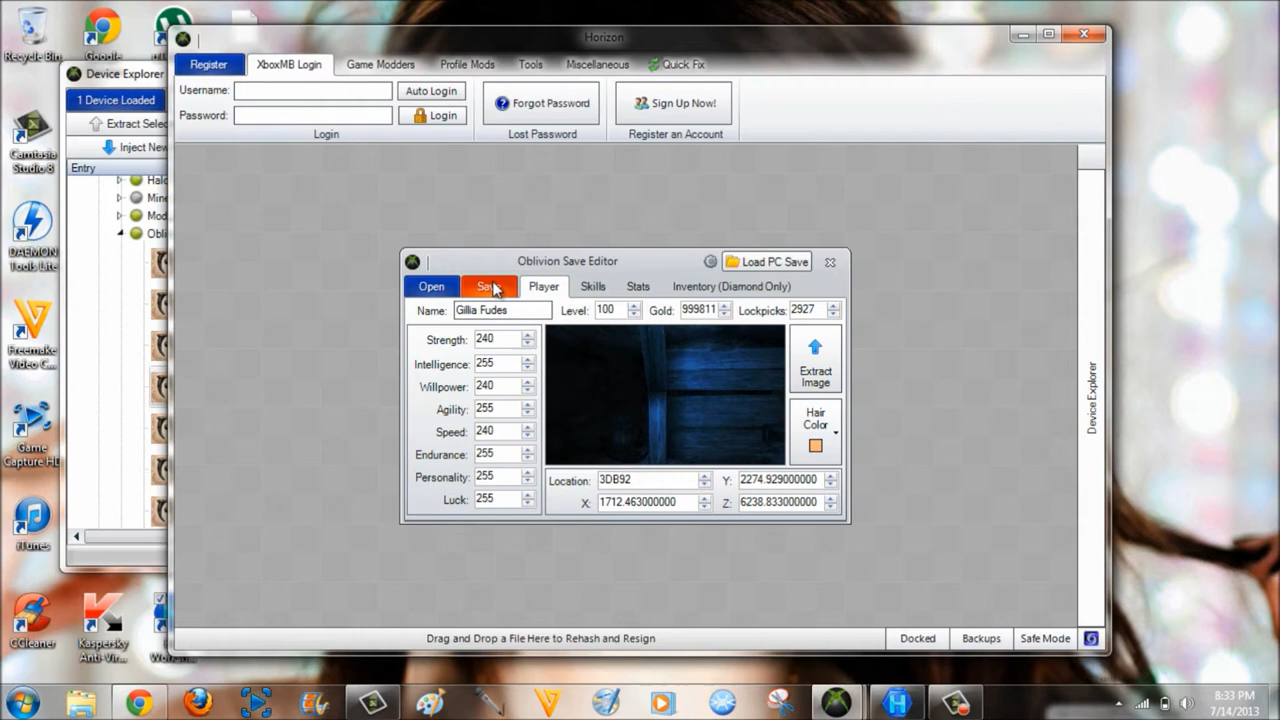 Recycle Bin
Google
Horizon
Device Explorer
Register
XboxMB Login
Game Modders
Profile Mods
Tools
Miscellaneous
Quick Fix
Username:
Auto Login
Forgot Password
Sign Up Now!
Password:
Login
Login
Lost Password
Register an Account
1 Device Loaded
Extract Selec
Inject New
Entry
Halo
Mine
Mod
Obli
Camtasia
Studio 8
DAEMON
Tools Lite
Freemake
Video C...
Game
Capture HD
iTunes
CCleaner
Kaspersky
Anti-Vir...
Oblivion Save Editor
Load PC Save
Open
Player
Skills
Stats
Inventory (Diamond Only)
Name: Gillia Fudes
Level: 100
Gold: 999811
Lockpicks: 2927
Strength: 240
Intelligence: 255
Willpower: 240
Agility: 255
Speed: 240
Endurance: 255
Personality: 255
Luck: 255
Extract
Image
Hair
Color
Location: 3DB92
Y: 2274.929000000
X: 1712.463000000
Z: 6238.833000000
Device Explorer
Drag and Drop a File Here to Rehash and Resign
Docked
Backups
Safe Mode
8:33 PM
7/14/2013